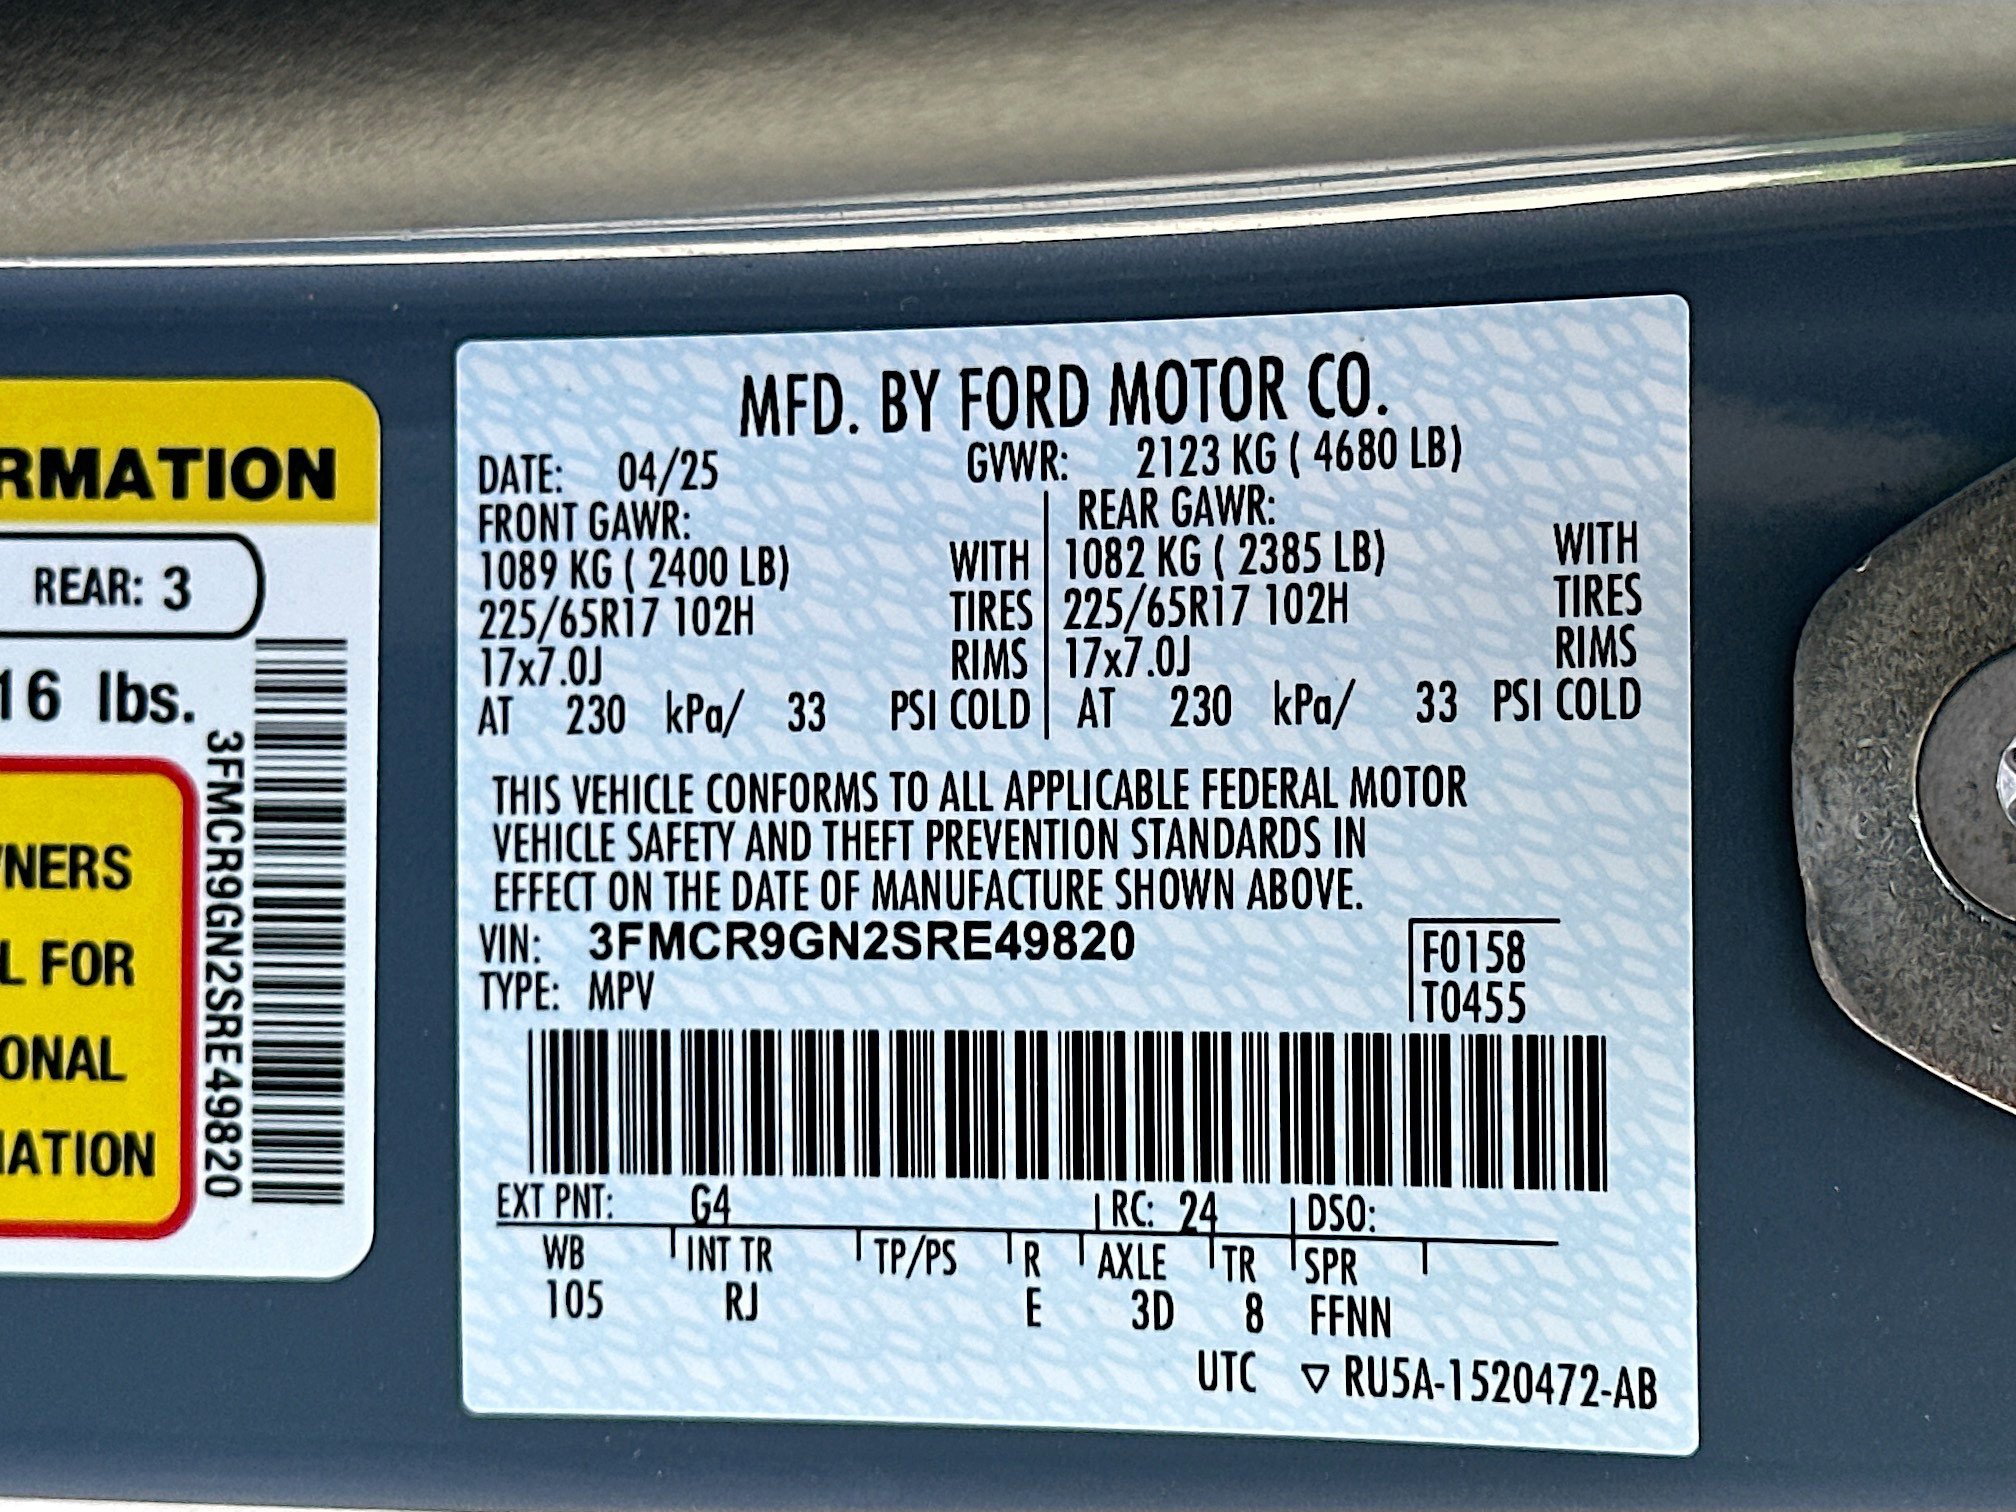 RMATION
REAR: 3
16 lbs.
NERS
L FOR
ONAL
MATION
3FMCR9GN2SRE49820
MFD. BY FORD MOTOR CO.
DATE: 04/25 GVWR: 2123 KG ( 4680 LB)
FRONT GAWR: REAR GAWR:
1089 KG ( 2400 LB) WITH 1082 KG ( 2385 LB) WITH
225/65R17 102H TIRES 225/65R17 102H TIRES
17x7.0J RIMS 17x7.0J RIMS
AT 230 kPa/ 33 PSI COLD AT 230 kPa/ 33 PSI COLD
THIS VEHICLE CONFORMS TO ALL APPLICABLE FEDERAL MOTOR
VEHICLE SAFETY AND THEFT PREVENTION STANDARDS IN
EFFECT ON THE DATE OF MANUFACTURE SHOWN ABOVE.
VIN: 3FMCR9GN2SRE49820 F0158
TYPE: MPV T0455
EXT PNT: G4 RC: 24 DSO:
WB INT TR TP/PS R AXLE TR SPR
105 RJ E 3D 8 FFNN
UTC ▽ RU5A-1520472-AB